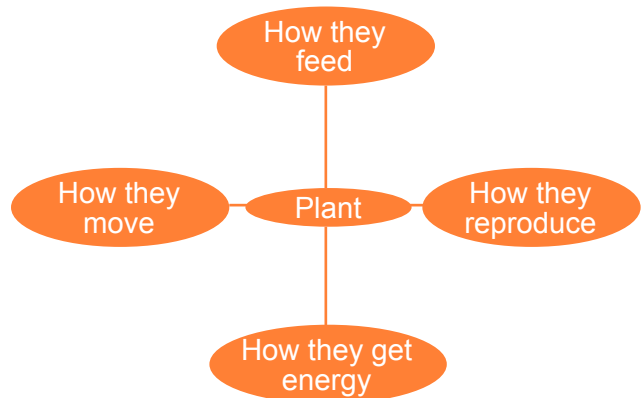 How they
feed
How they
move
Plant
How they
reproduce
How they get
energy